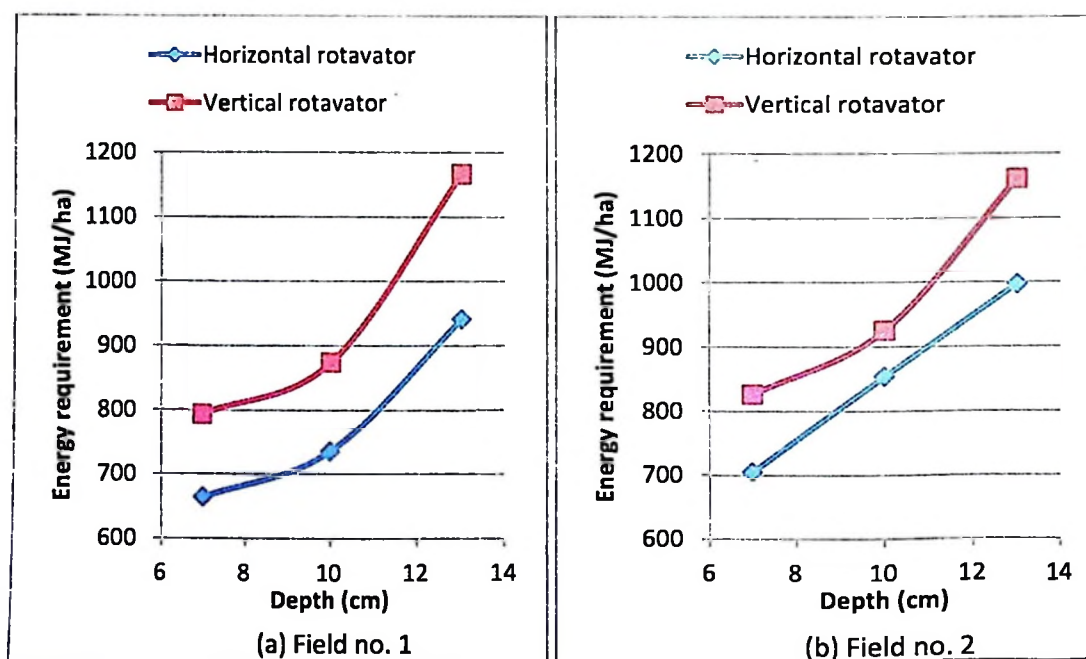 Horizontal rotavator
Vertical rotavator
1200
1100
1000
900
800
700
600
6
8
10
12
14
Energy requirement (MJ/ha)
Depth (cm)
(a) Field no. 1
Horizontal rotavator
Vertical rotavator
1200
1100
1000
900
800
700
600
6
8
10
12
14
Energy requirement (MJ/ha)
Depth (cm)
(b) Field no. 2